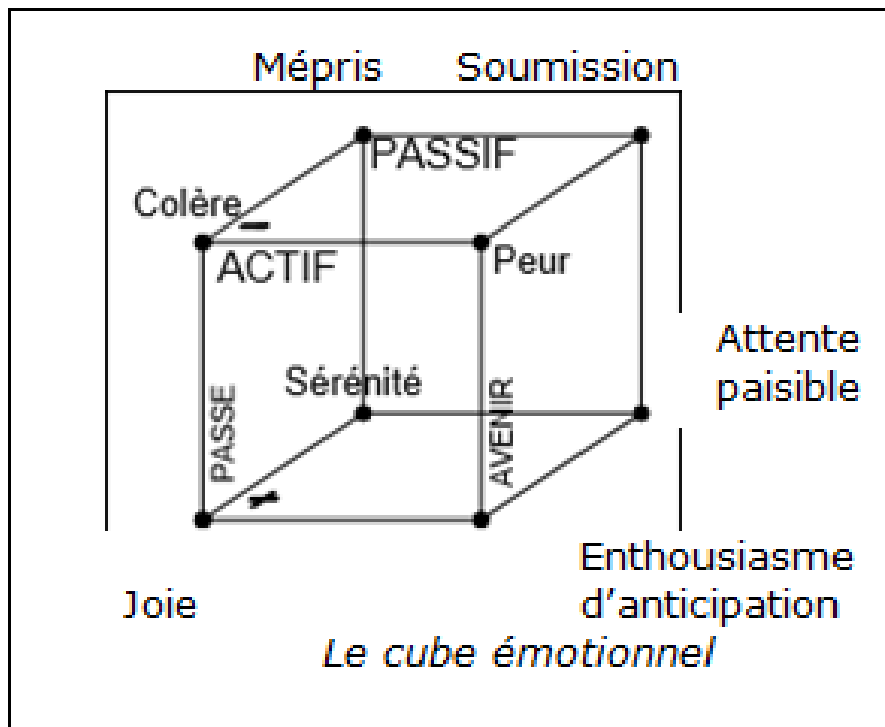 Mépris Soumission
PASSIF
Colère
–
ACTIF
Peur
Attente
paisible
Sérénité
PASSE
AVENIR
+
Enthousiasme
d'anticipation
Joie
Le cube émotionnel